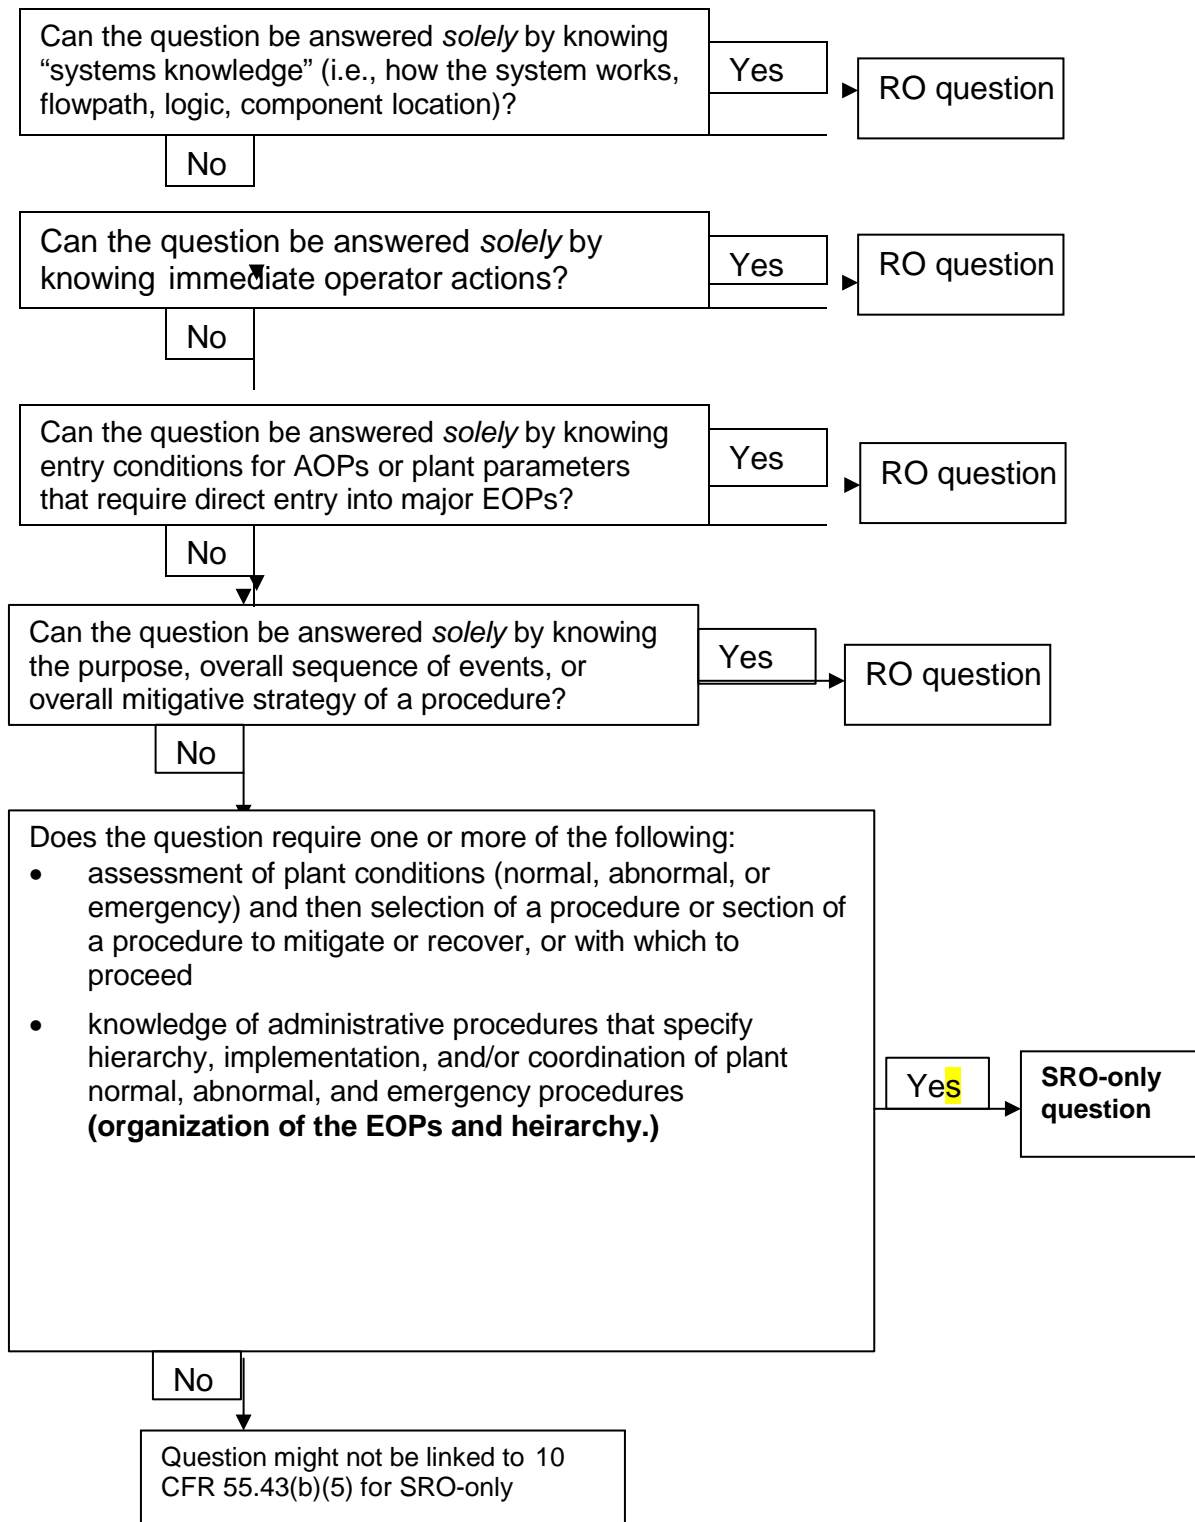 Can the question be answered solely by knowing
“systems knowledge” (i.e., how the system works,
flowpath, logic, component location)?
Yes
RO question
No
Can the question be answered solely by
knowing immediate operator actions?
Yes
RO question
No
Can the question be answered solely by knowing
entry conditions for AOPs or plant parameters
that require direct entry into major EOPs?
Yes
RO question
No
Can the question be answered solely by knowing
the purpose, overall sequence of events, or
overall mitigative strategy of a procedure?
Yes
RO question
No
Does the question require one or more of the following:
• assessment of plant conditions (normal, abnormal, or
emergency) and then selection of a procedure or section of
a procedure to mitigate or recover, or with which to
proceed
• knowledge of administrative procedures that specify
hierarchy, implementation, and/or coordination of plant
normal, abnormal, and emergency procedures
(organization of the EOPs and heirarchy.)
Yes
SRO-only
question
No
Question might not be linked to 10
CFR 55.43(b)(5) for SRO-only